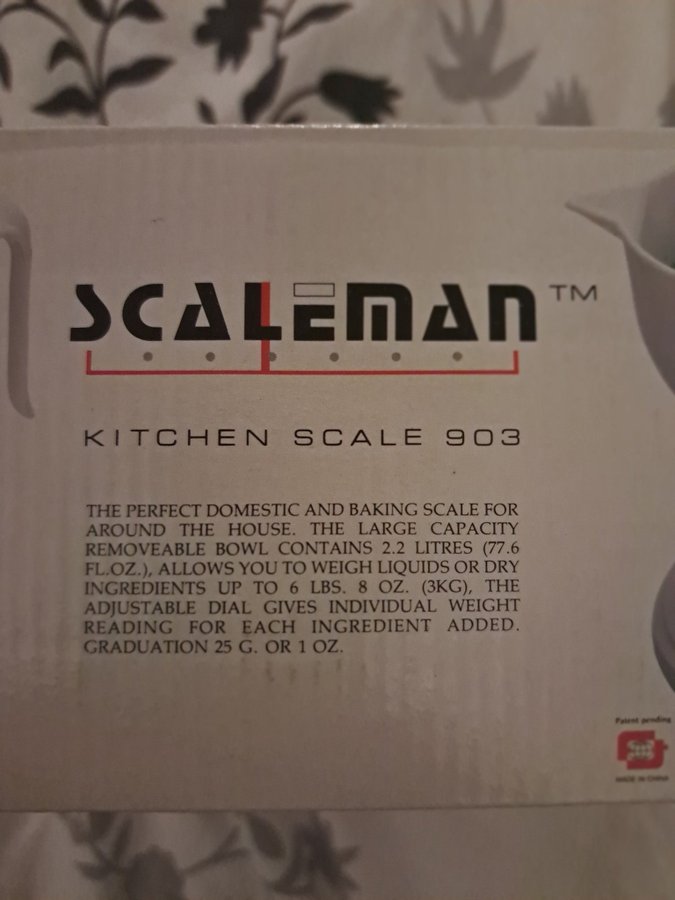 SCALEMAN™
KITCHEN SCALE 903
THE PERFECT DOMESTIC AND BAKING SCALE FOR
AROUND THE HOUSE. THE LARGE CAPACITY
REMOVEABLE BOWL CONTAINS 2.2 LITRES (77.6
FL.OZ.), ALLOWS YOU TO WEIGH LIQUIDS OR DRY
INGREDIENTS UP TO 6 LBS. 8 OZ. (3KG), THE
ADJUSTABLE DIAL GIVES INDIVIDUAL WEIGHT
READING FOR EACH INGREDIENT ADDED.
GRADUATION 25 G. OR 1 OZ.
Patent pending
MADE IN CHINA